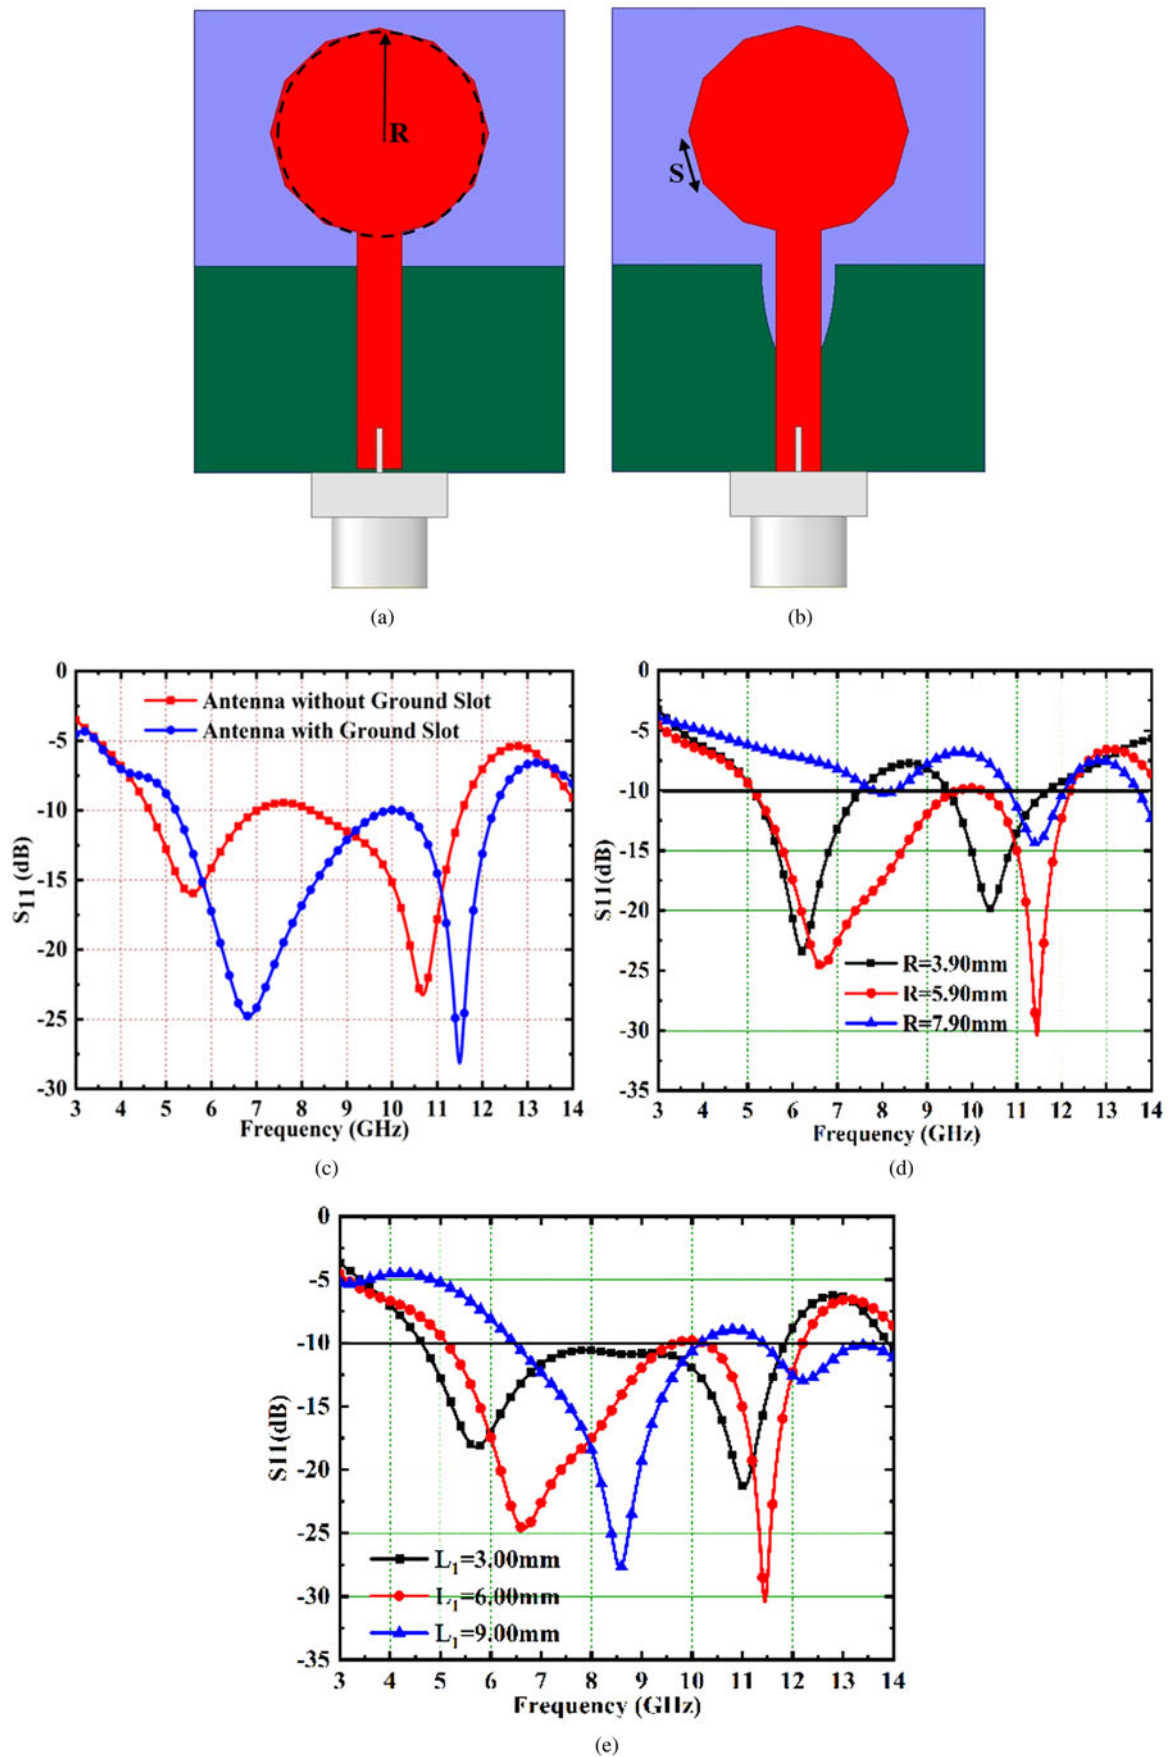 R
S
(a)
(b)
0
-5
-10
-15
-20
-25
-30
S11 (dB)
Antenna without Ground Slot
Antenna with Ground Slot
3 4 5 6 7 8 9 10 11 12 13 14
Frequency (GHz)
(c)
0
-5
-10
-15
-20
-25
-30
-35
S11(dB)
R=3.90mm
R=5.90mm
R=7.90mm
3 4 5 6 7 8 9 10 11 12 13 14
Frequency (GHz)
(d)
0
-5
-10
-15
-20
-25
-30
-35
S11(dB)
L1=3.00mm
L1=6.00mm
L1=9.00mm
3 4 5 6 7 8 9 10 11 12 13 14
Frequency (GHz)
(e)